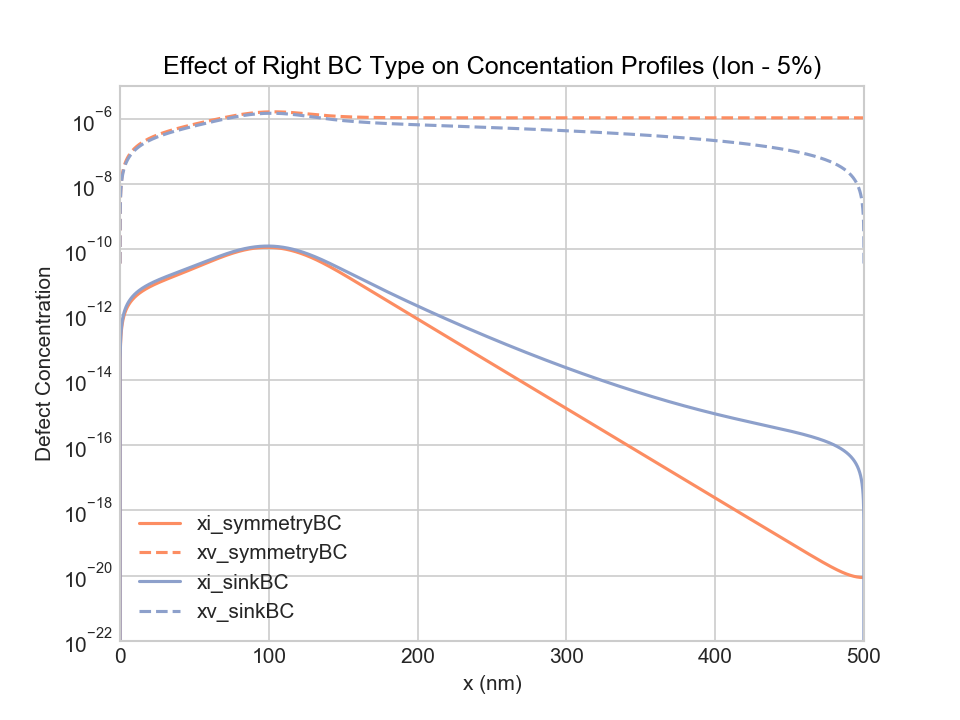 Effect of Right BC Type on Concentation Profiles (Ion - 5%)
Defect Concentration
10⁻⁶
10⁻⁸
10⁻¹⁰
10⁻¹²
10⁻¹⁴
10⁻¹⁶
10⁻¹⁸
10⁻²⁰
10⁻²²
xi_symmetryBC
xv_symmetryBC
xi_sinkBC
xv_sinkBC
0 100 200 300 400 500
x (nm)